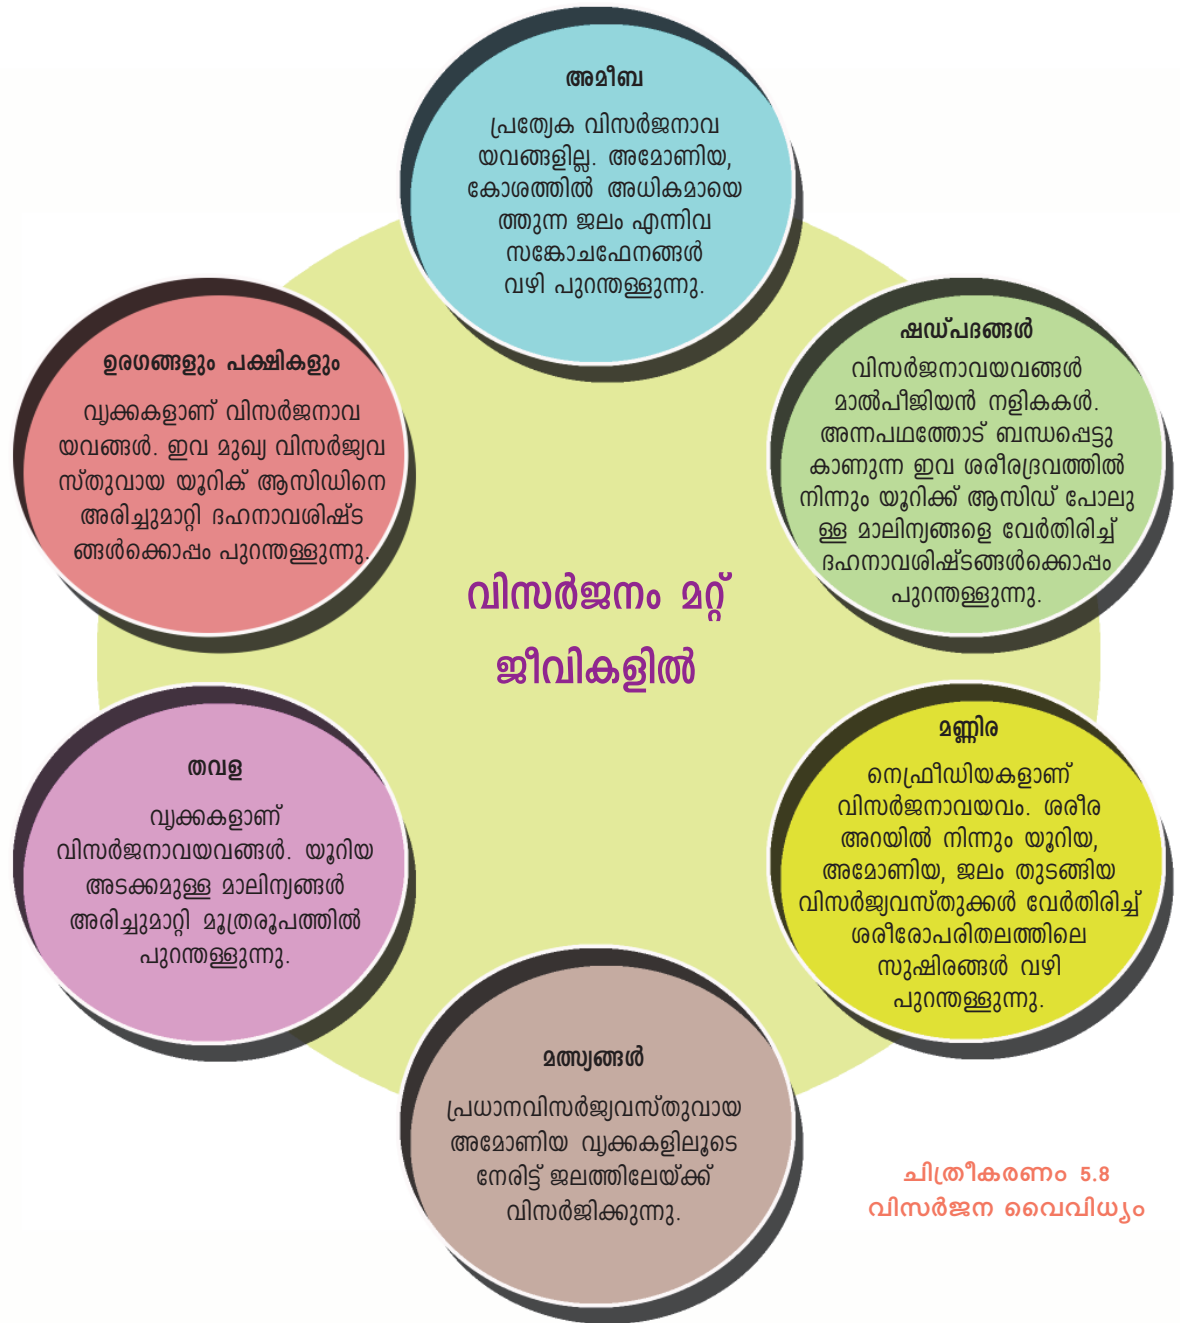 അമീബ
പ്രത്യേക വിസർജനാവ
യവങ്ങളില്ല. അമോണിയ,
കോശത്തിൽ അധികമായെ
ത്തുന്ന ജലം എന്നിവ
സങ്കോചഫേനങ്ങൾ
വഴി പുറന്തള്ളുന്നു.
ഷഡ്പദങ്ങൾ
വിസർജനാവയവങ്ങൾ
മാൽപീജിയൻ നളികകൾ.
അന്നപഥത്തോട് ബന്ധപ്പെട്ടു
കാണുന്ന ഇവ ശരീരദ്രവത്തിൽ
നിന്നും യൂറിക്ക് ആസിഡ് പോലു
ള്ള മാലിന്യങ്ങളെ വേർതിരിച്ച്
ദഹനാവശിഷ്ടങ്ങൾക്കൊപ്പം
പുറന്തള്ളുന്നു.
മണ്ണിര
നെഫ്രീഡിയകളാണ്
വിസർജനാവയവം. ശരീര
അറയിൽ നിന്നും യൂറിയ,
അമോണിയ, ജലം തുടങ്ങിയ
വിസർജ്യവസ്തുക്കൾ വേർതിരിച്ച്
ശരീരോപരിതലത്തിലെ
സുഷിരങ്ങൾ വഴി
പുറന്തള്ളുന്നു.
മത്സ്യങ്ങൾ
പ്രധാനവിസർജ്യവസ്തുവായ
അമോണിയ വൃക്കകളിലൂടെ
നേരിട്ട് ജലത്തിലേയ്ക്ക്
വിസർജിക്കുന്നു.
തവള
വൃക്കകളാണ്
വിസർജനാവയവങ്ങൾ. യൂറിയ
അടക്കമുള്ള മാലിന്യങ്ങൾ
അരിച്ചുമാറ്റി മൂത്രരൂപത്തിൽ
പുറന്തള്ളുന്നു.
ഉരഗങ്ങളും പക്ഷികളും
വൃക്കകളാണ് വിസർജനാവ
യവങ്ങൾ. ഇവ മുഖ്യ വിസർജ്യവ
സ്തുവായ യൂറിക് ആസിഡിനെ
അരിച്ചുമാറ്റി ദഹനാവശിഷ്ട
ങ്ങൾക്കൊപ്പം പുറന്തള്ളുന്നു.
വിസർജനം മറ്റ്
ജീവികളിൽ
ചിത്രീകരണം 5.8
വിസർജന വൈവിധ്യം